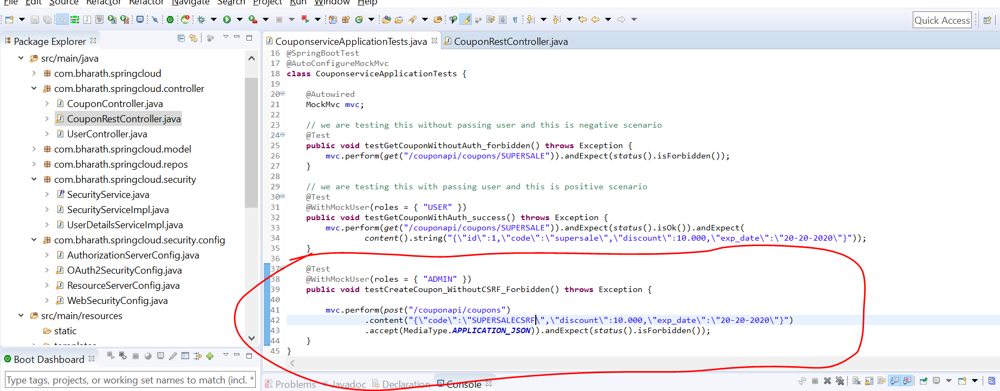 File Edit Source Refactor Refactor Navigate Search Project Run Window Help
Quick Access
Package Explorer
src/main/java
com.bharath.springcloud
com.bharath.springcloud.controller
CouponController.java
CouponRestController.java
UserController.java
com.bharath.springcloud.model
com.bharath.springcloud.repos
com.bharath.springcloud.security
SecurityService.java
SecurityServiceImpl.java
UserDetailsServiceImpl.java
com.bharath.springcloud.security.config
AuthorizationServerConfig.java
OAuth2SecurityConfig.java
ResourceServerConfig.java
WebSecurityConfig.java
src/main/resources
static
templates
Boot Dashboard
Type tags, projects, or working set names to match (incl. *
CouponserviceApplicationTests.java CouponRestController.java
16 @SpringBootTest
17 @AutoConfigureMockMvc
18 class CouponserviceApplicationTests {
19
20 @Autowired
21 MockMvc mvc;
22
23 // we are testing this without passing user and this is negative scenario
24 @Test
25 public void testGetCouponWithoutAuth_forbidden() throws Exception {
26 mvc.perform(get("/couponapi/coupons/SUPERSALE")).andExpect(status().isForbidden());
27 }
28
29 // we are testing this with passing user and this is positive scenario
30 @Test
31 @WithMockUser(roles = { "USER" })
32 public void testGetCouponWithAuth_success() throws Exception {
33 mvc.perform(get("/couponapi/coupons/SUPERSALE")).andExpect(status().isOk()).andExpect(
34 content().string("{\"id\":1,\"code\":\"supersale\",\"discount\":10.000,\"exp_date\":\"20-20-2020\"}"));
35 }
36
37 @Test
38 @WithMockUser(roles = { "ADMIN" })
39 public void testCreateCoupon_WithoutCSRF_Forbidden() throws Exception {
40
41 mvc.perform(post("/couponapi/coupons")
42 .content("{\"code\":\"SUPERSALECSRF\",\"discount\":10.000,\"exp_date\":\"20-20-2020\"}")
43 .accept(MediaType.APPLICATION_JSON)).andExpect(status().isForbidden());
44 }
45 }
Problems @ Javadoc Declaration Console